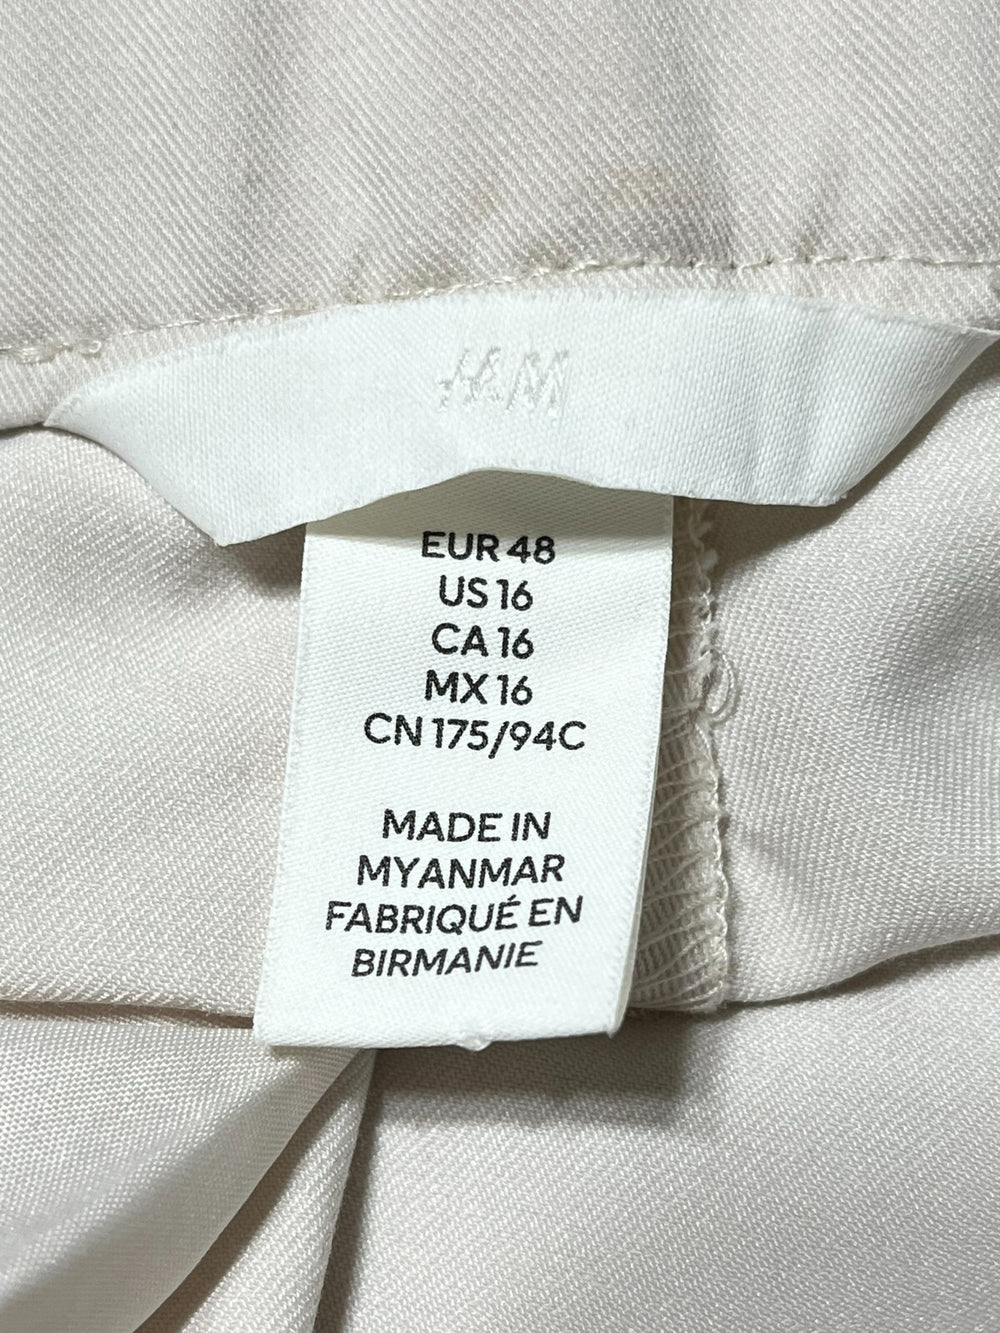 H&M
EUR 48
US 16
CA 16
MX 16
CN 175/94C
MADE IN
MYANMAR
FABRIQUÉ EN
BIRMANIE